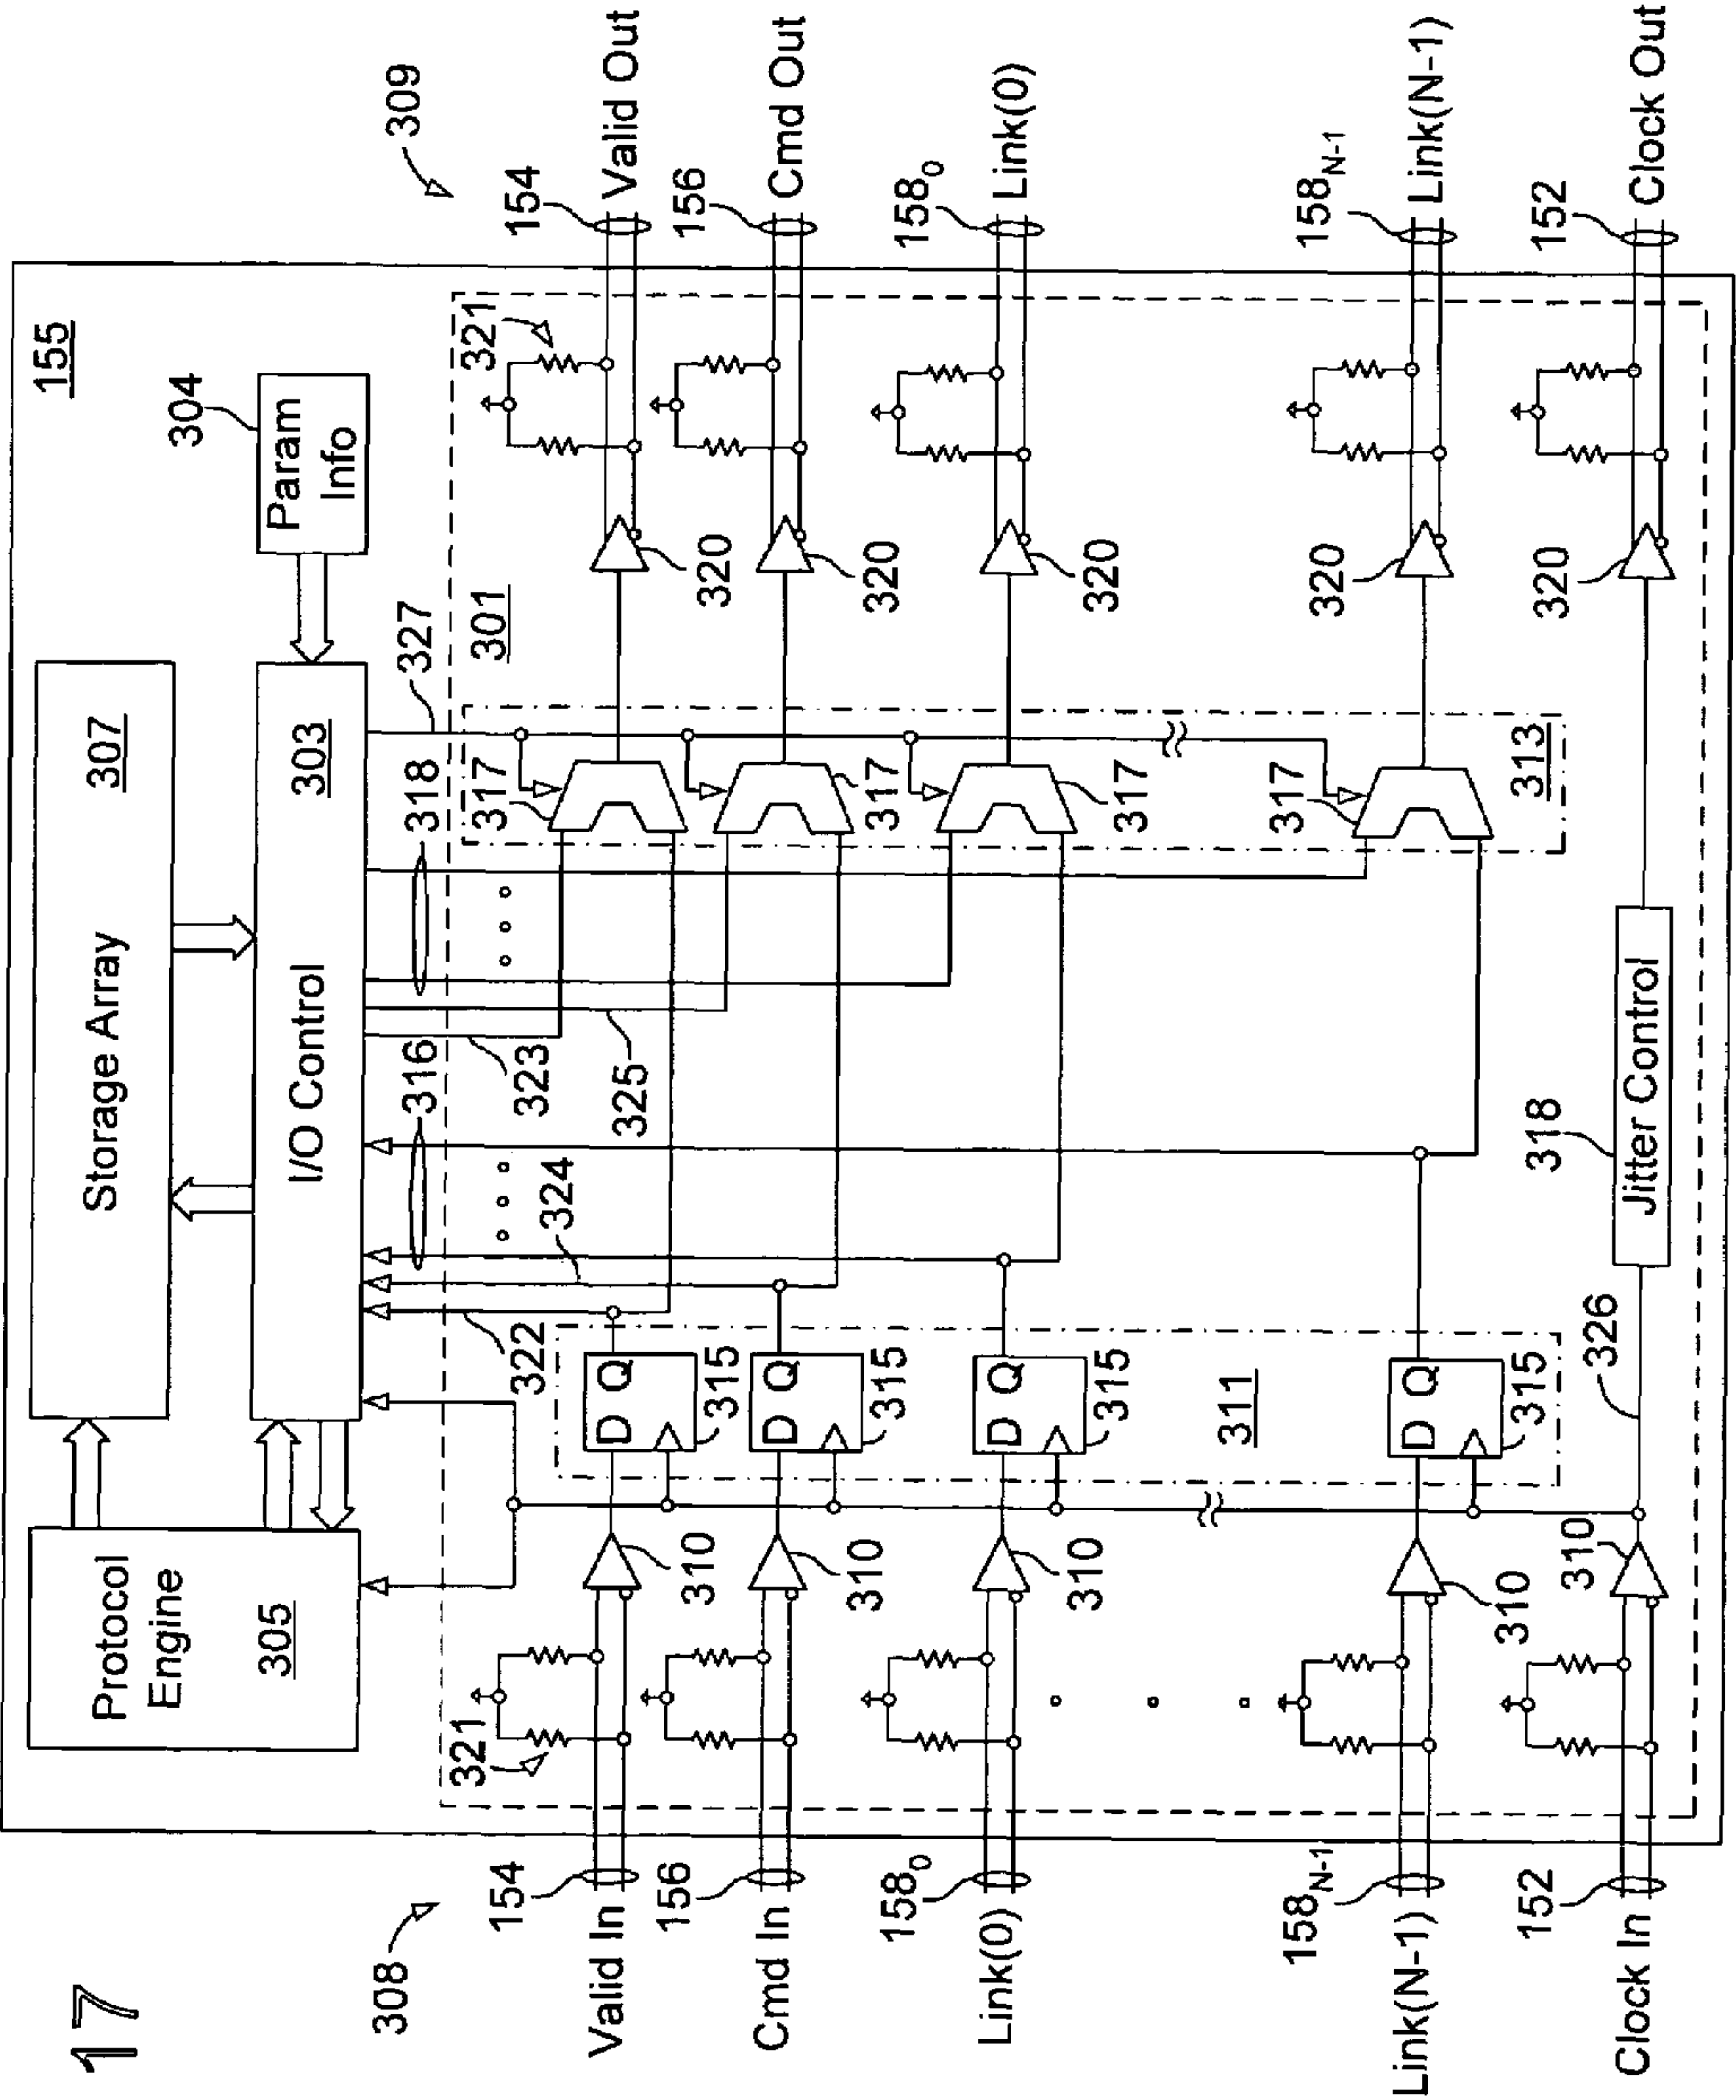 17
155
Protocol
Engine
305
Storage Array
307
I/O Control
303
Param
Info
304
308
309
322
324
316
323
325
318
327
301
321
321
154
Valid In
310
D Q
315
317
320
154
Valid Out
156
Cmd In
310
D Q
315
317
320
156
Cmd Out
158₀
Link(0)
310
D Q
315
317
320
158₀
Link(0)
311
313
158N-1
Link(N-1)
310
D Q
315
317
320
158N-1
Link(N-1)
152
Clock In
310
326
318
Jitter Control
320
152
Clock Out